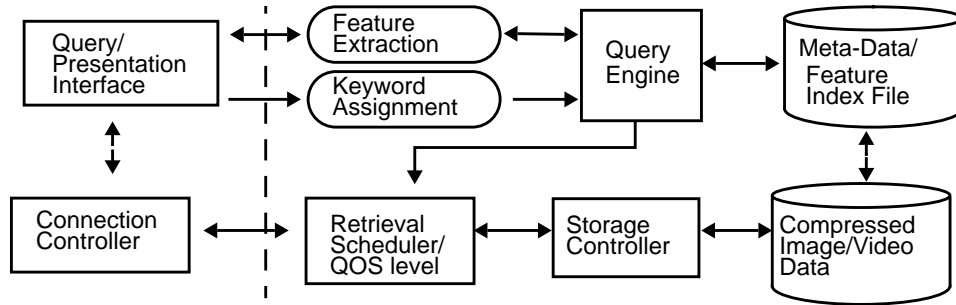 Query/
Presentation
Interface
Feature
Extraction
Keyword
Assignment
Query
Engine
Meta-Data/
Feature
Index File
Connection
Controller
Retrieval
Scheduler/
QOS level
Storage
Controller
Compressed
Image/Video
Data